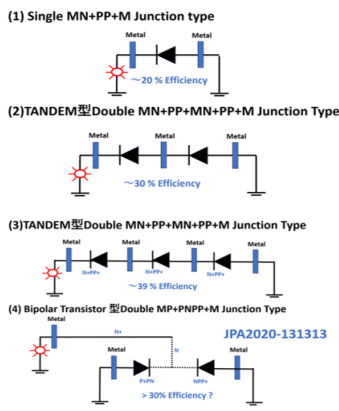 (1) Single MN+PP+M Junction type
Metal Metal
～20 % Efficiency
(2)TANDEM型Double MN+PP+MN+PP+M Junction Type
Metal Metal Metal
～30 % Efficiency
(3)TANDEM型Double MN+PP+MN+PP+M Junction Type
Metal Metal Metal Metal
N+PP+ N+PP+ N+PP+
～39 % Efficiency
(4) Bipolar Transistor 型Double MP+PNPP+M Junction Type
Metal
N+
JPA2020-131313
N
Metal Metal
P+PN NPP+
> 30% Efficiency ?